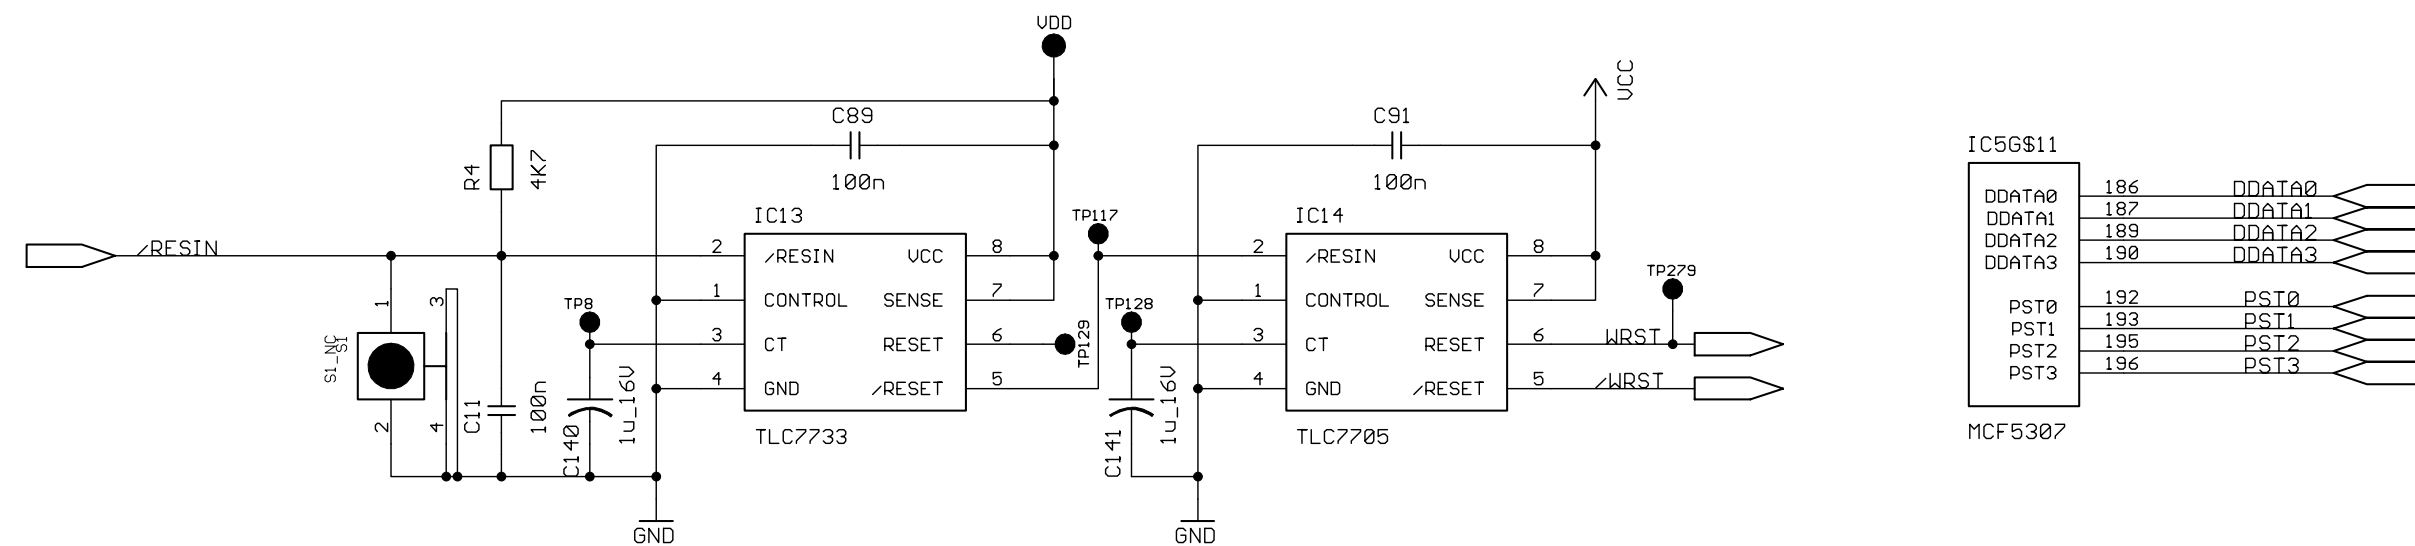 VDD
VCC
C89
C91
100n
100n
R4
4K7
IC13
TP117
IC14
IC5G$11
/RESIN
2 /RESIN VCC 8
1 CONTROL SENSE 7
3 CT RESET 6
4 GND /RESET 5
TLC7733
TP8
TP129
1
3
S1_NC
S1
2
4
C11
100n
C140
1u_16V
GND
2 /RESIN VCC 8
1 CONTROL SENSE 7
3 CT RESET 6
4 GND /RESET 5
TLC7705
TP128
TP279
WRST
/WRST
C141
1u_16V
GND
DDATA0 186 DDATA0
DDATA1 187 DDATA1
DDATA2 189 DDATA2
DDATA3 190 DDATA3
PST0 192 PST0
PST1 193 PST1
PST2 195 PST2
PST3 196 PST3
MCF5307